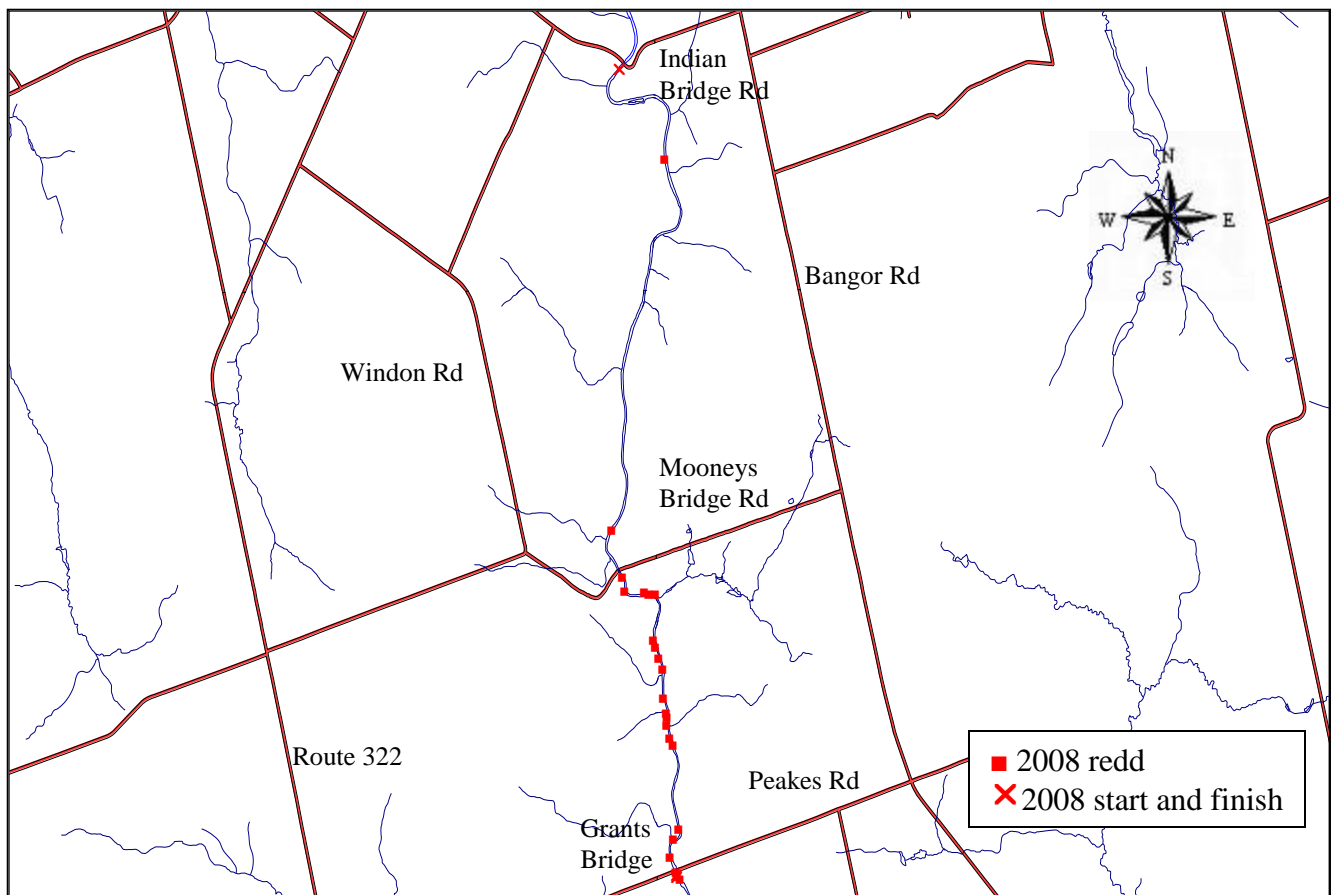 Indian
Bridge Rd
N
W
E
S
Bangor Rd
Windon Rd
Mooneys
Bridge Rd
Route 322
Peakes Rd
2008 redd
2008 start and finish
Grants
Bridge